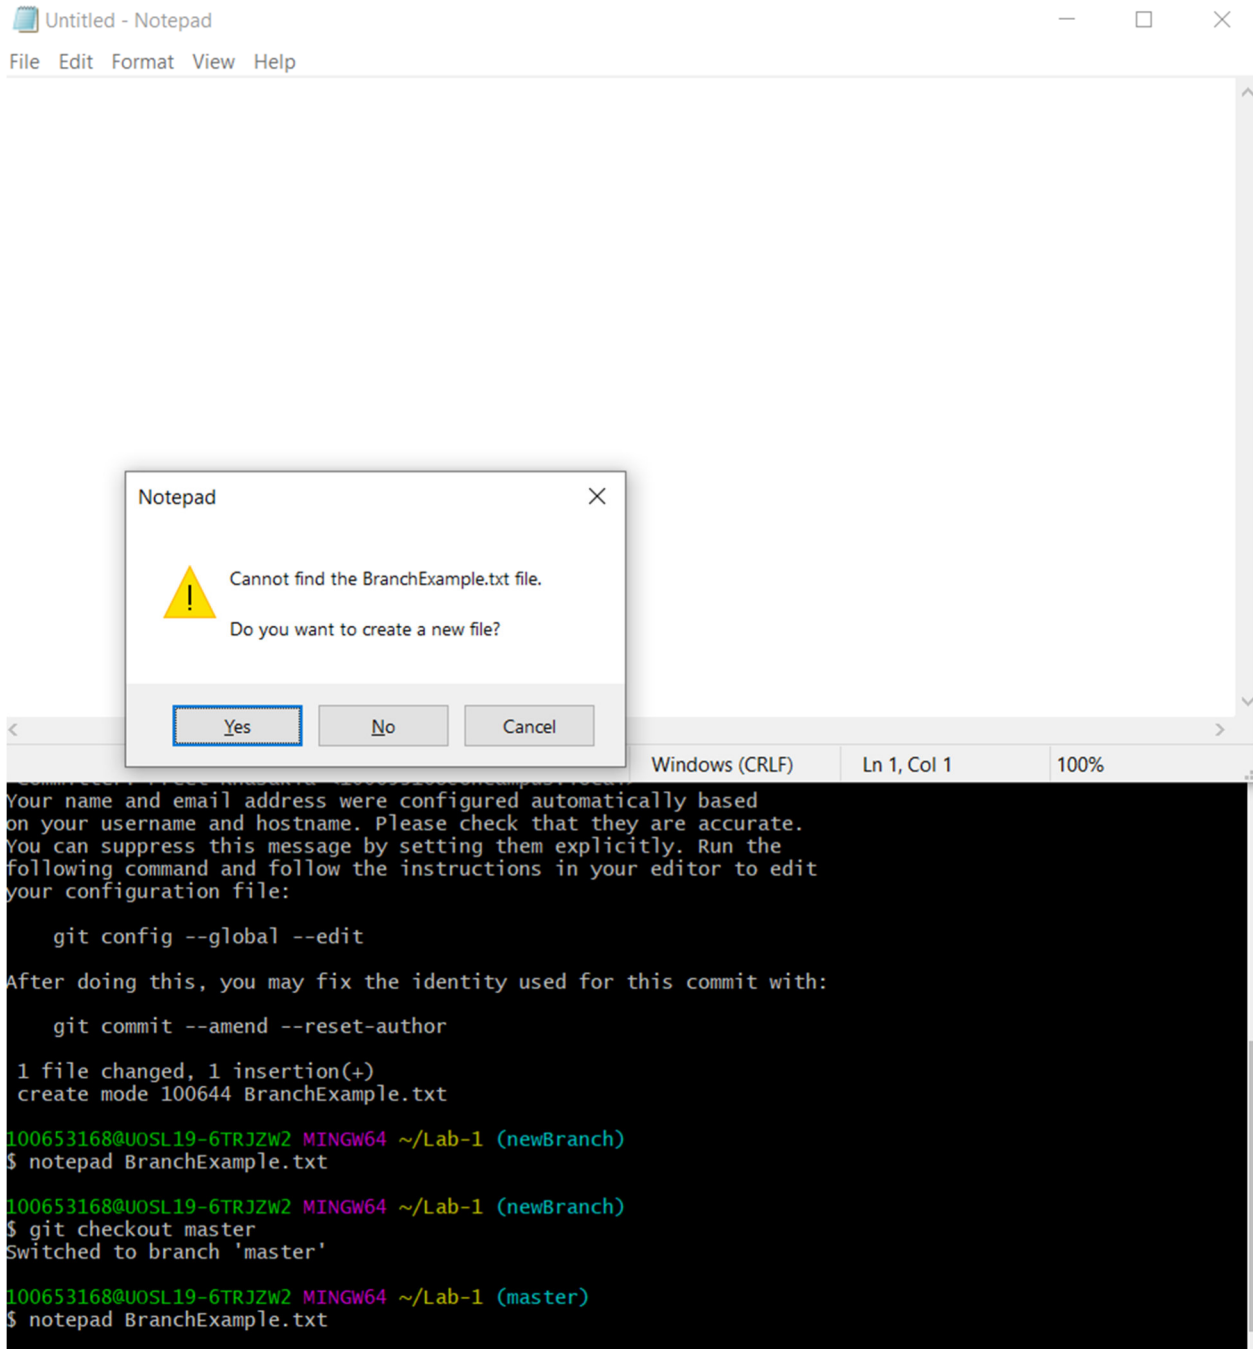 Untitled - Notepad
File Edit Format View Help
Notepad
Cannot find the BranchExample.txt file.
Do you want to create a new file?
Yes No Cancel
Windows (CRLF) Ln 1, Col 1 100%
Your name and email address were configured automatically based
on your username and hostname. Please check that they are accurate.
You can suppress this message by setting them explicitly. Run the
following command and follow the instructions in your editor to edit
your configuration file:
git config --global --edit
After doing this, you may fix the identity used for this commit with:
git commit --amend --reset-author
1 file changed, 1 insertion(+)
create mode 100644 BranchExample.txt
100653168@UOSL19-6TRJZW2 MINGW64 ~/Lab-1 (newBranch)
$ notepad BranchExample.txt
100653168@UOSL19-6TRJZW2 MINGW64 ~/Lab-1 (newBranch)
$ git checkout master
Switched to branch 'master'
100653168@UOSL19-6TRJZW2 MINGW64 ~/Lab-1 (master)
$ notepad BranchExample.txt